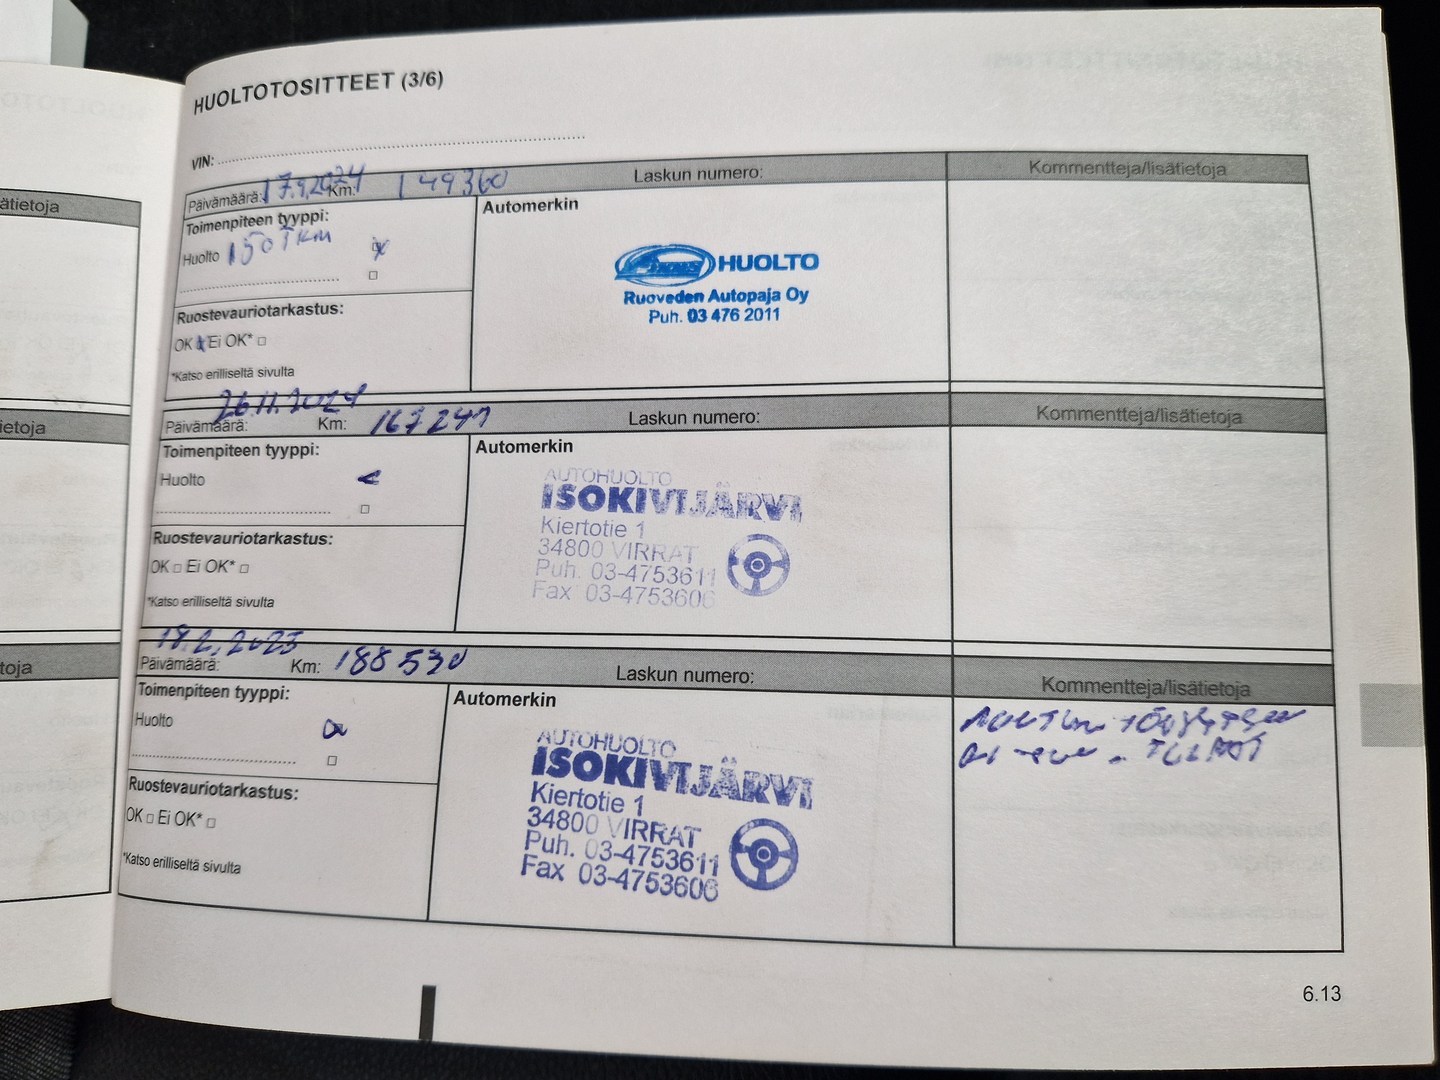 HUOLTOTOSITTEET (3/6)
VIN:
Päivämäärä: Km: 149360 Laskun numero: Kommentteja/lisätietoja
Toimenpiteen tyyppi: Automerkin
Huolto 150 TKM
HUOLTO
Ruoveden Autopaja Oy
Puh. 03 476 2011
Ruostevauriotarkastus:
OK Ei OK*
*Katso erilliseltä sivulta
26.11.2024
Päivämäärä: Km: 167241 Laskun numero: Kommentteja/lisätietoja
Toimenpiteen tyyppi: Automerkin
Huolto
AUTOHUOLTO
ISOKIVIJÄRVI
Kiertotie 1
34800 VIRRAT
Puh. 03-4753611
Fax 03-4753606
Ruostevauriotarkastus:
OK Ei OK*
*Katso erilliseltä sivulta
18.2.2025
Päivämäärä: Km: 188530 Laskun numero: Kommentteja/lisätietoja
Toimenpiteen tyyppi: Automerkin
Huolto
AUTOHUOLTO
ISOKIVIJÄRVI
Kiertotie 1
34800 VIRRAT
Puh. 03-4753611
Fax 03-4753606
Ruostevauriotarkastus:
OK Ei OK*
*Katso erilliseltä sivulta
6.13
ätietoja
ietoja
toja